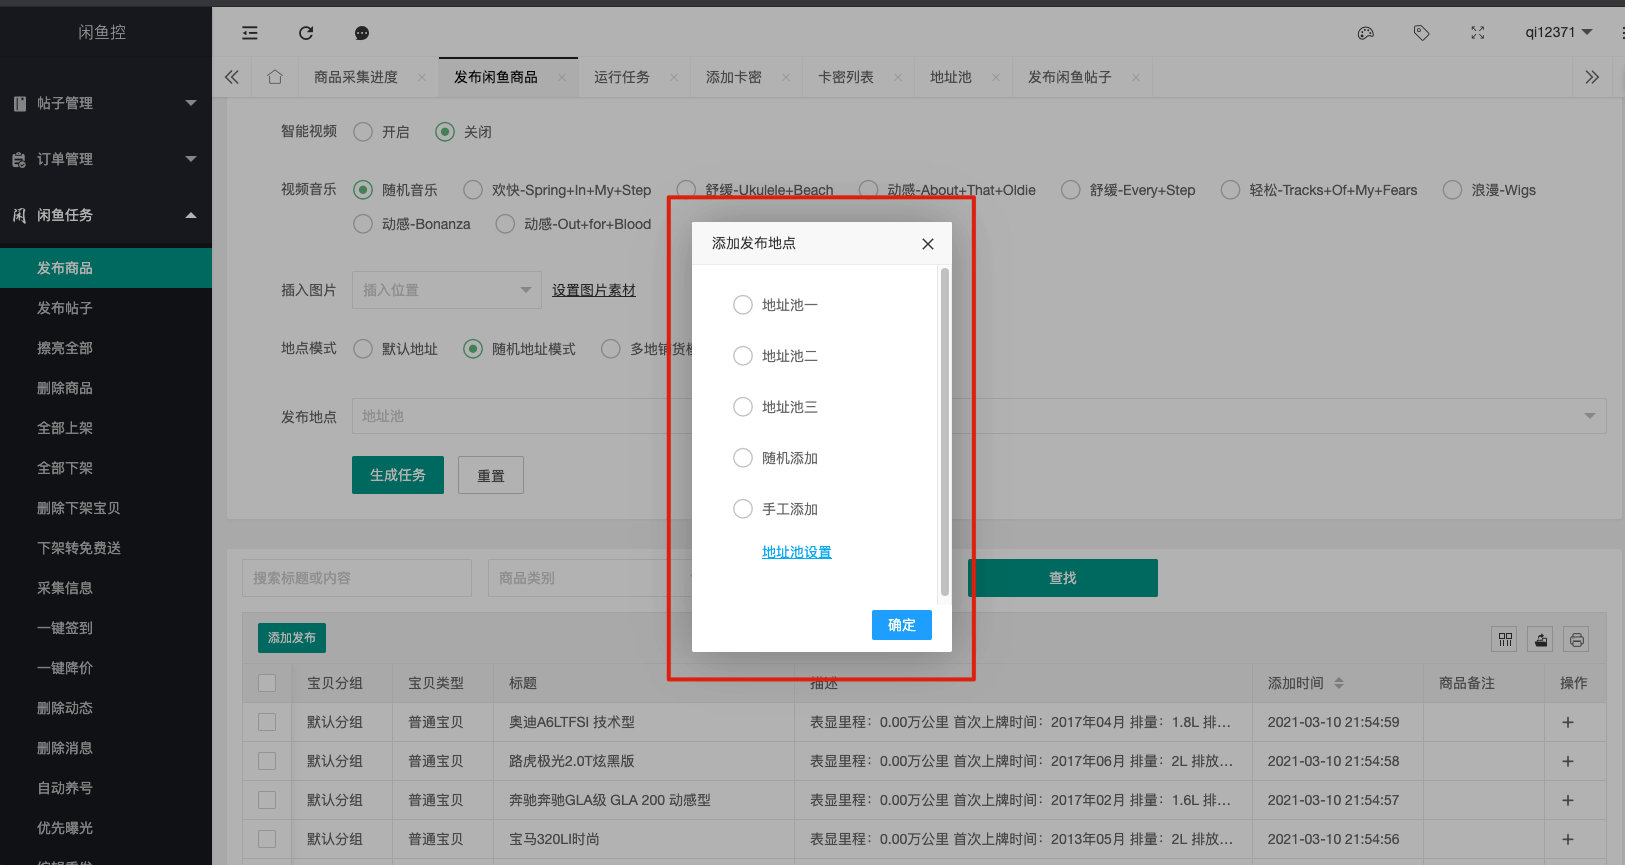 闲鱼控
qi12371
帖子管理
订单管理
闲鱼任务
发布商品
发布帖子
擦亮全部
删除商品
全部上架
全部下架
删除下架宝贝
下架转免费送
采集信息
一键签到
一键降价
删除动态
删除消息
自动养号
优先曝光
商品采集进度 × 发布闲鱼商品 × 运行任务 × 添加卡密 × 卡密列表 × 地址池 × 发布闲鱼帖子 ×
智能视频 开启 关闭
视频音乐 随机音乐 欢快-Spring+In+My+Step 舒缓-Ukulele+Beach 动感-About+That+Oldie 舒缓-Every+Step 轻松-Tracks+Of+My+Fears 浪漫-Wigs
动感-Bonanza 动感-Out+for+Blood
插入图片 插入位置 设置图片素材
地点模式 默认地址 随机地址模式 多地铺货
发布地点 地址池
生成任务 重置
添加发布地点
地址池一
地址池二
地址池三
随机添加
手工添加
地址池设置
确定
搜索标题或内容 商品类别 查找
添加发布
宝贝分组 宝贝类型 标题 描述 添加时间 商品备注 操作
默认分组 普通宝贝 奥迪A6LTFSI 技术型 表显里程：0.00万公里 首次上牌时间：2017年04月 排量：1.8L 排... 2021-03-10 21:54:59 +
默认分组 普通宝贝 路虎极光2.0T炫黑版 表显里程：0.00万公里 首次上牌时间：2017年06月 排量：2L 排放... 2021-03-10 21:54:58 +
默认分组 普通宝贝 奔驰奔驰GLA级 GLA 200 动感型 表显里程：0.00万公里 首次上牌时间：2017年02月 排量：1.6L 排... 2021-03-10 21:54:57 +
默认分组 普通宝贝 宝马320LI时尚 表显里程：0.00万公里 首次上牌时间：2013年05月 排量：2L 排放... 2021-03-10 21:54:56 +